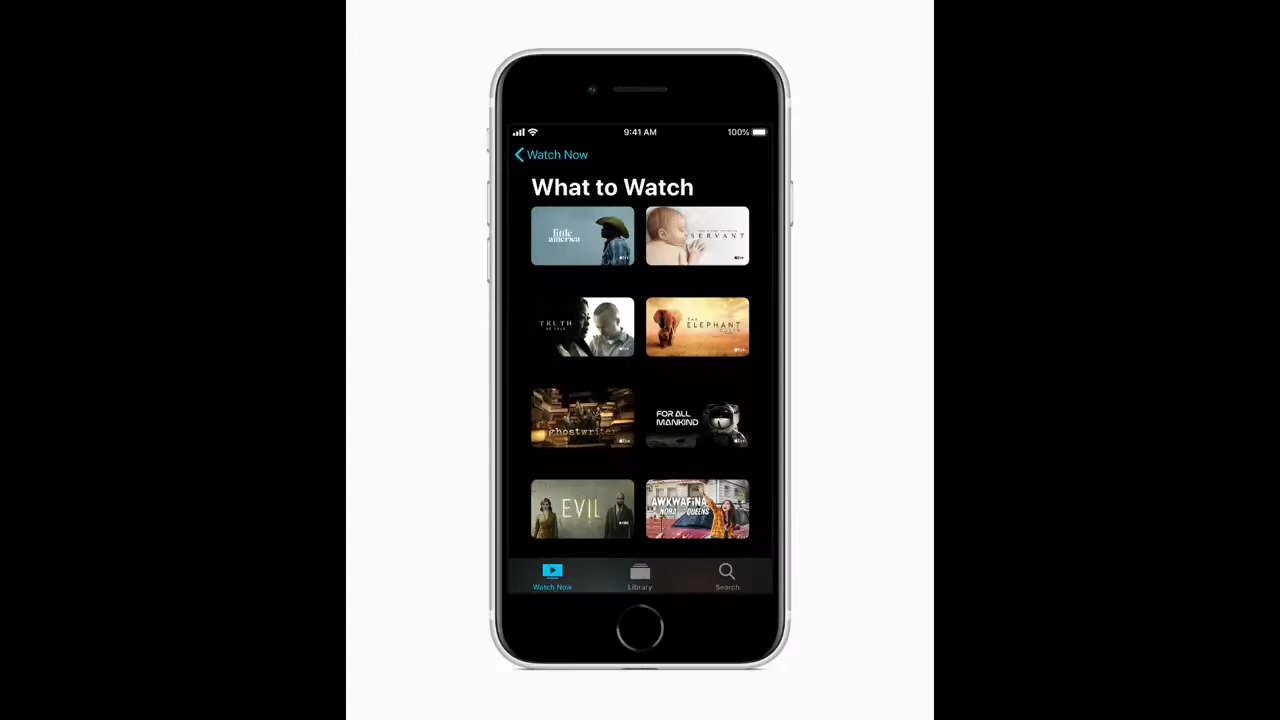 9:41 AM 100%
Watch Now
What to Watch
little
america
SERVANT
TRUTH
BE TOLD
THE
ELEPHANT
QUEEN
ghostwriter
FOR ALL
MANKIND
EVIL
AWKWAFINA
NORA QUEENS
Watch Now Library Search